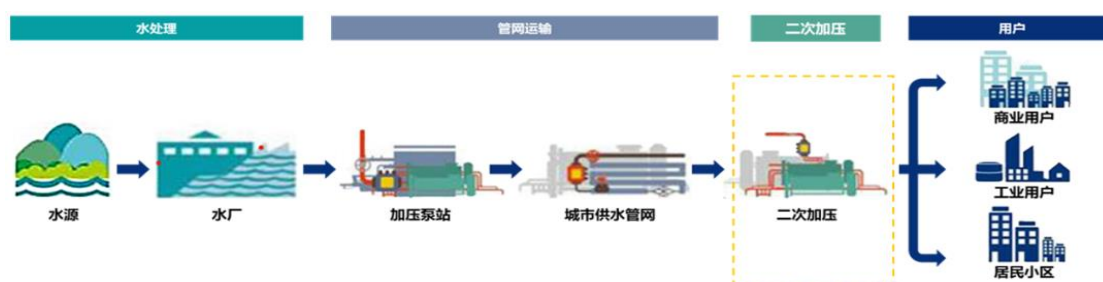 水处理
管网运输
二次加压
用户
水源
水厂
加压泵站
城市供水管网
二次加压
商业用户
工业用户
居民小区